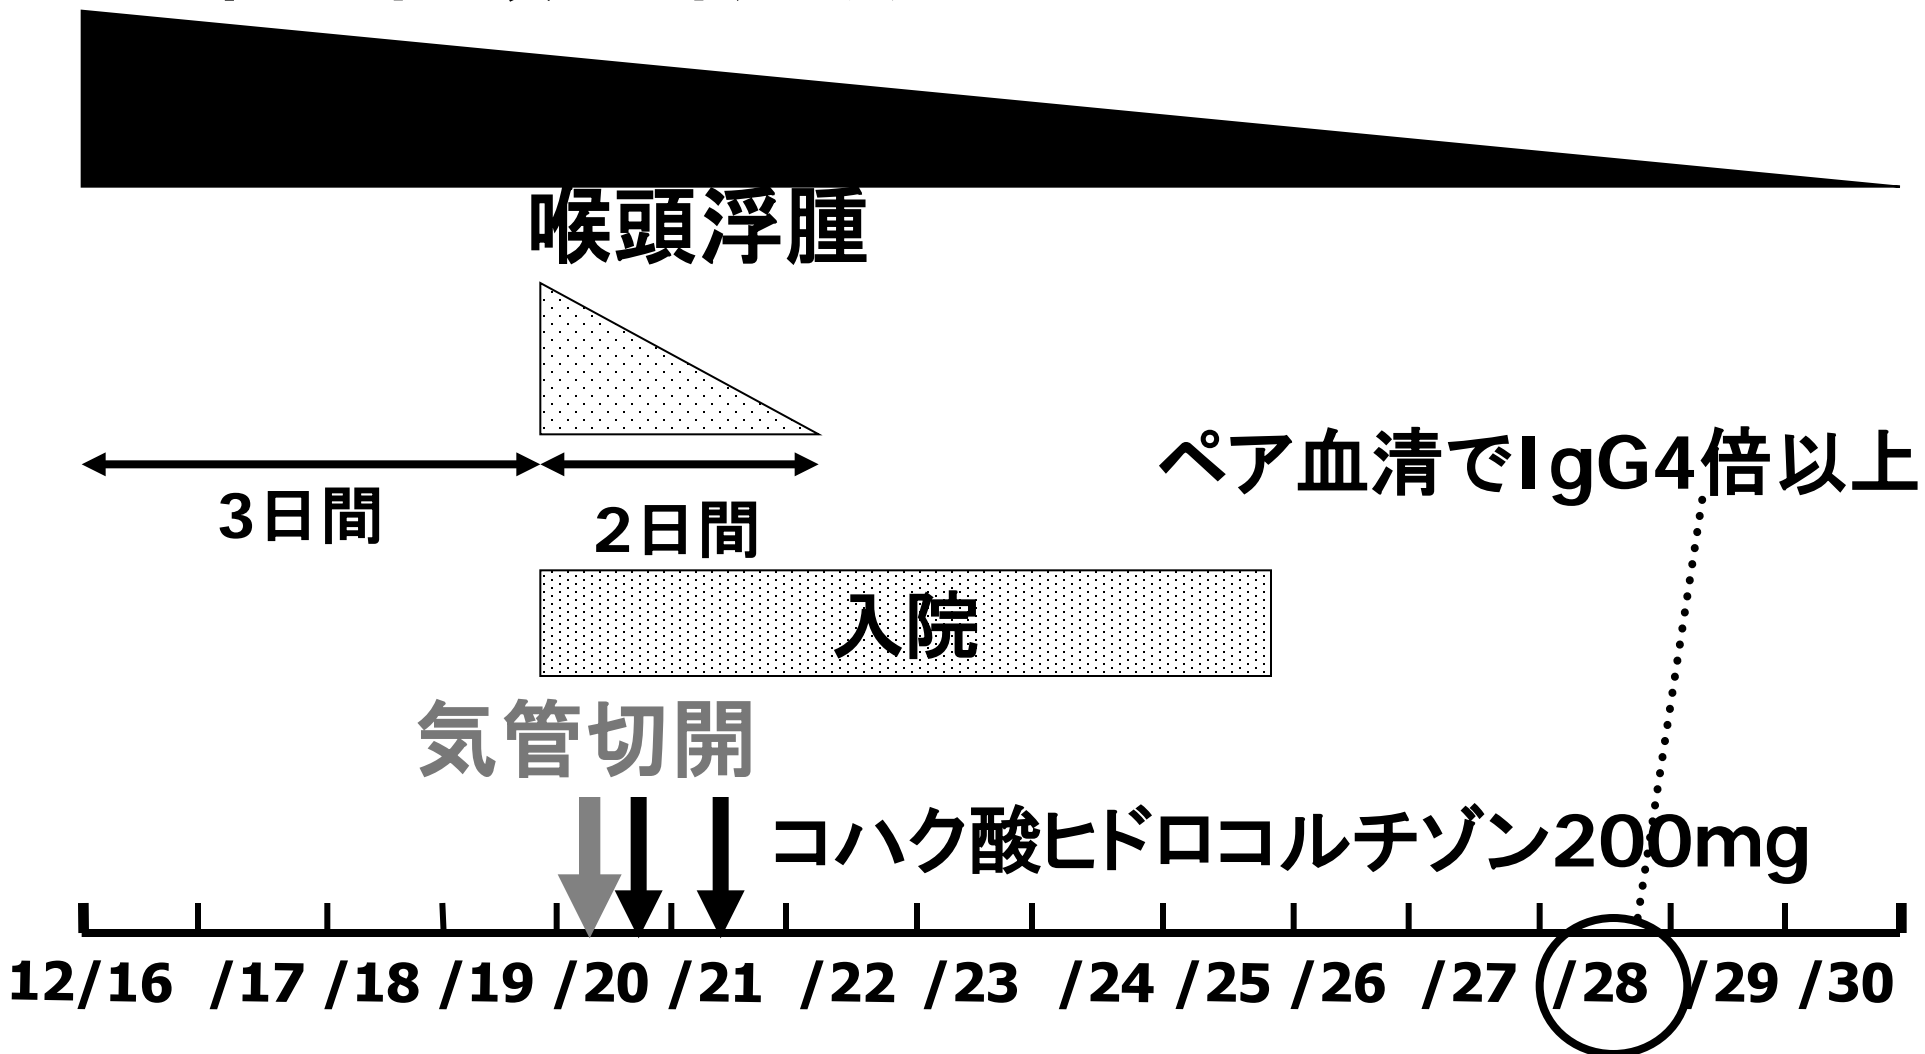 喉頭浮腫
ペア血清でIgG4倍以上
3日間
2日間
入院
気管切開
コハク酸ヒドロコルチゾン200mg
12/16 /17 /18 /19 /20 /21 /22 /23 /24 /25 /26 /27 /28 /29 /30